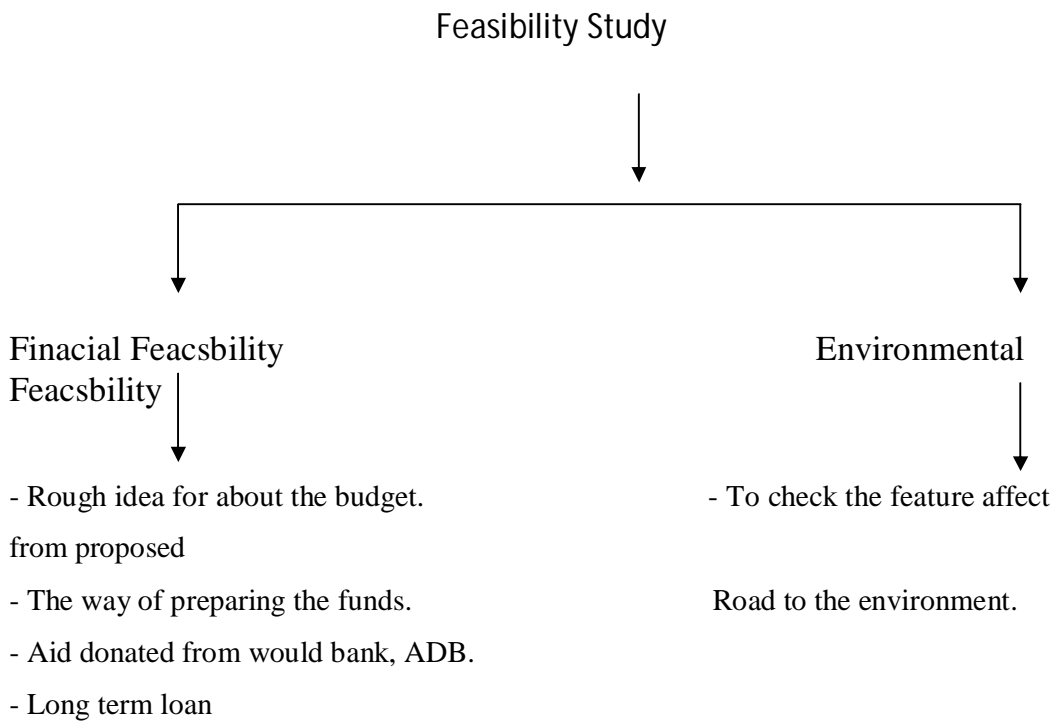 Feasibility Study
Finacial Feacsbility Environmental
Feacsbility
- Rough idea for about the budget. - To check the feature affect
from proposed
- The way of preparing the funds. Road to the environment.
- Aid donated from would bank, ADB.
- Long term loan